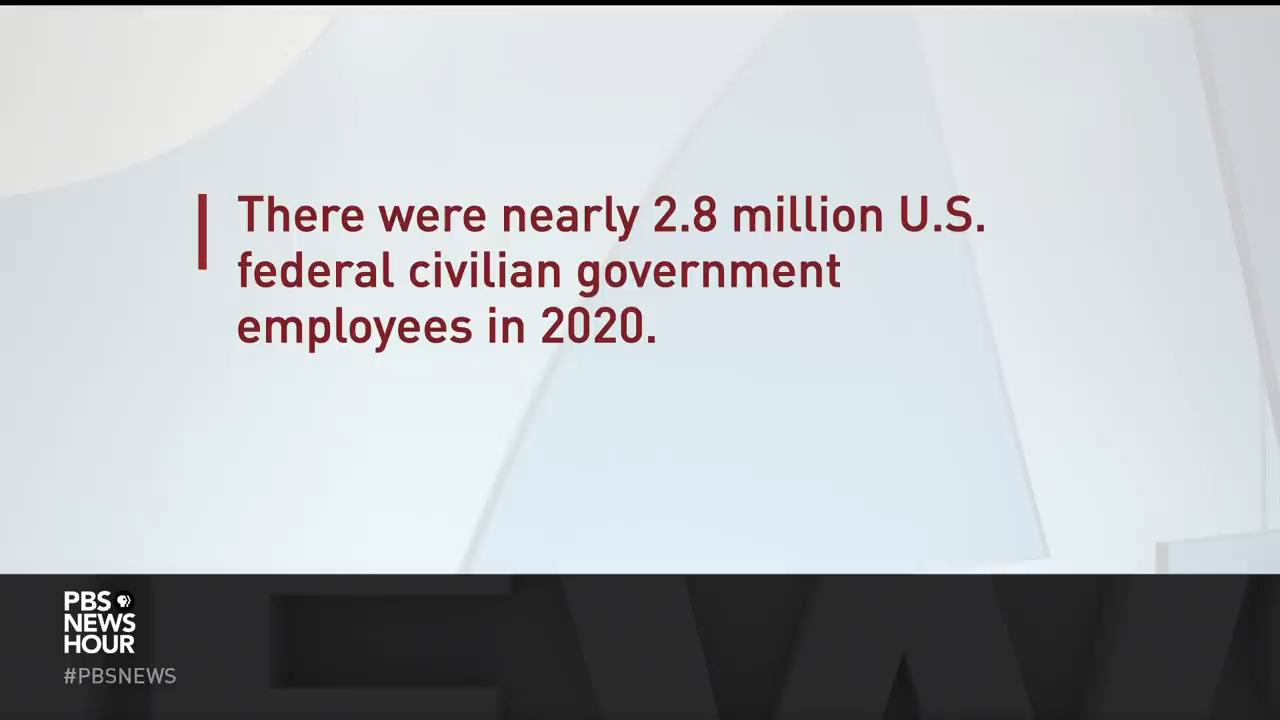 There were nearly 2.8 million U.S.
federal civilian government
employees in 2020.
PBS
NEWS
HOUR
#PBSNEWS